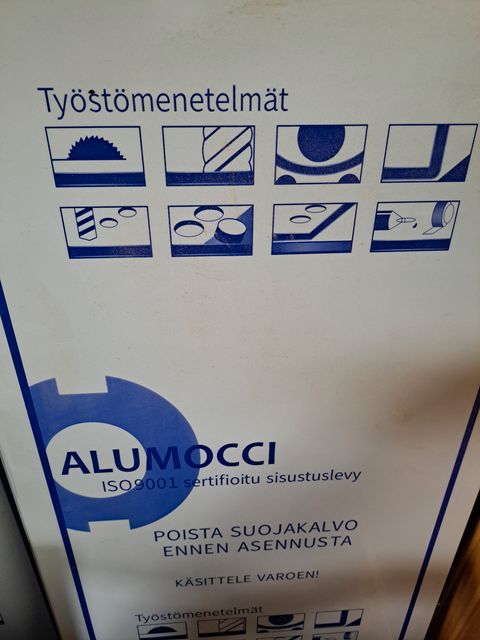 Työstömenetelmät
ALUMOCCI
ISO9001 sertifioitu sisustuslevy
POISTA SUOJAKALVO
ENNEN ASENNUSTA
KÄSITTELE VAROEN!
Työstömenetelmät